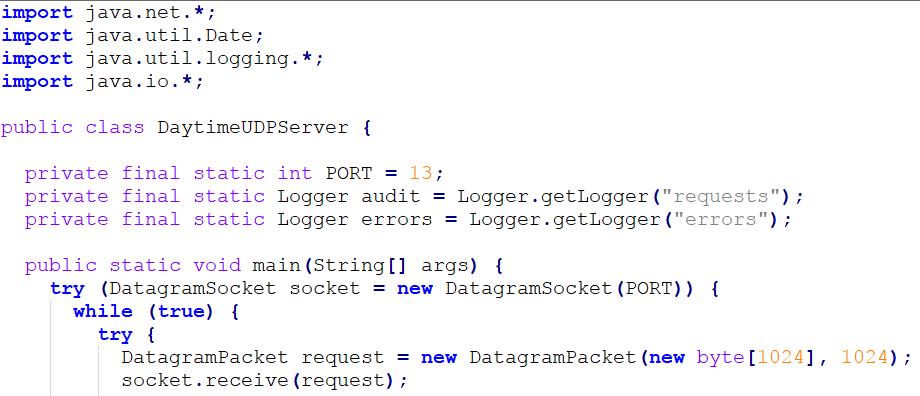 import java.net.*;
import java.util.Date;
import java.util.logging.*;
import java.io.*;

public class DaytimeUDPServer {

  private final static int PORT = 13;
  private final static Logger audit = Logger.getLogger("requests");
  private final static Logger errors = Logger.getLogger("errors");

  public static void main(String[] args) {
    try (DatagramSocket socket = new DatagramSocket(PORT)) {
      while (true) {
        try {
          DatagramPacket request = new DatagramPacket(new byte[1024], 1024);
          socket.receive(request);